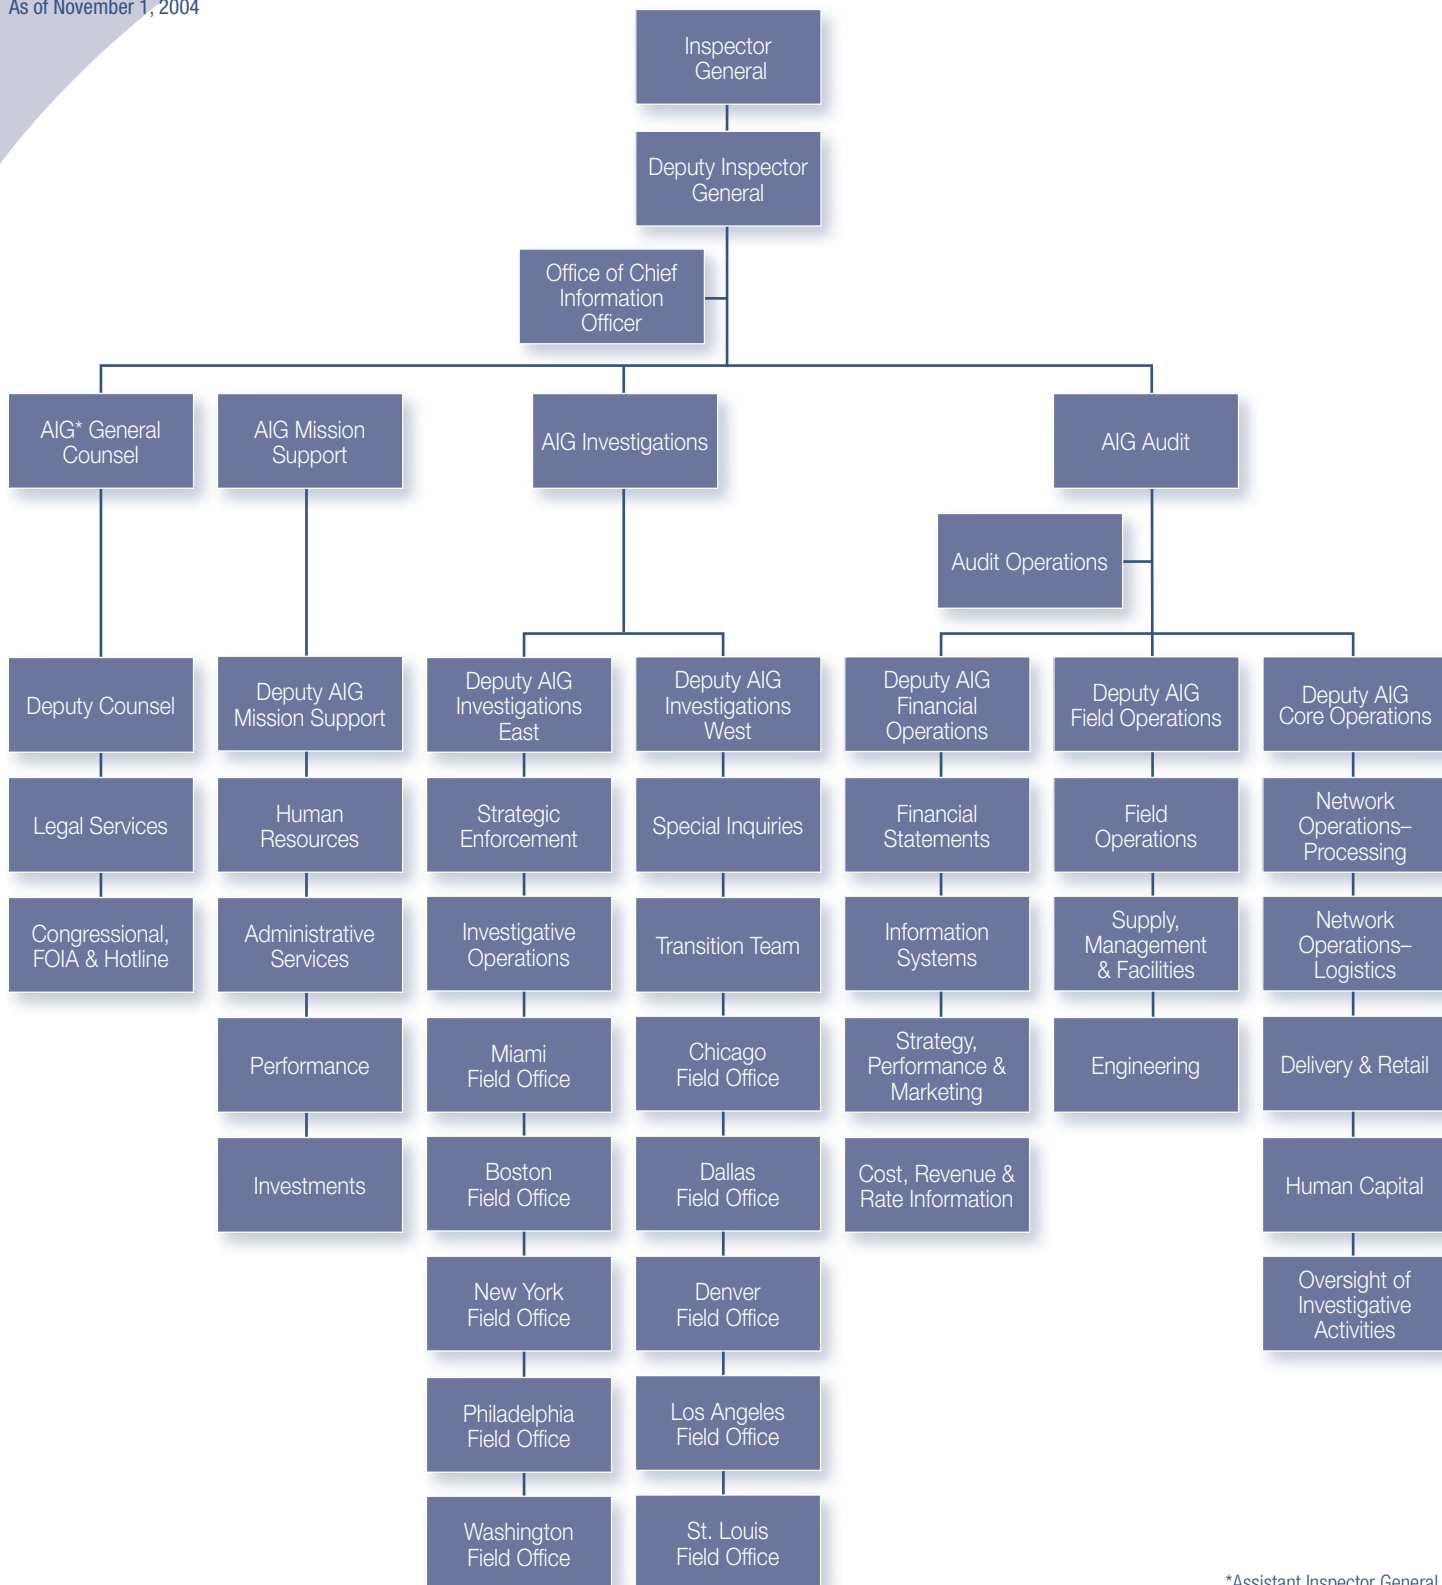 As of November 1, 2004
Inspector
General
Deputy Inspector
General
Office of Chief
Information
Officer
AIG* General
Counsel
AIG Mission
Support
AIG Investigations
AIG Audit
Audit Operations
Deputy Counsel
Deputy AIG
Mission Support
Deputy AIG
Investigations
East
Deputy AIG
Investigations
West
Deputy AIG
Financial
Operations
Deputy AIG
Field Operations
Deputy AIG
Core Operations
Legal Services
Human
Resources
Strategic
Enforcement
Special Inquiries
Financial
Statements
Field
Operations
Network
Operations–
Processing
Congressional,
FOIA & Hotline
Administrative
Services
Investigative
Operations
Transition Team
Information
Systems
Supply,
Management
& Facilities
Network
Operations–
Logistics
Performance
Miami
Field Office
Chicago
Field Office
Strategy,
Performance &
Marketing
Engineering
Delivery & Retail
Investments
Boston
Field Office
Dallas
Field Office
Cost, Revenue &
Rate Information
Human Capital
New York
Field Office
Denver
Field Office
Oversight of
Investigative
Activities
Philadelphia
Field Office
Los Angeles
Field Office
Washington
Field Office
St. Louis
Field Office
*Assistant Inspector General